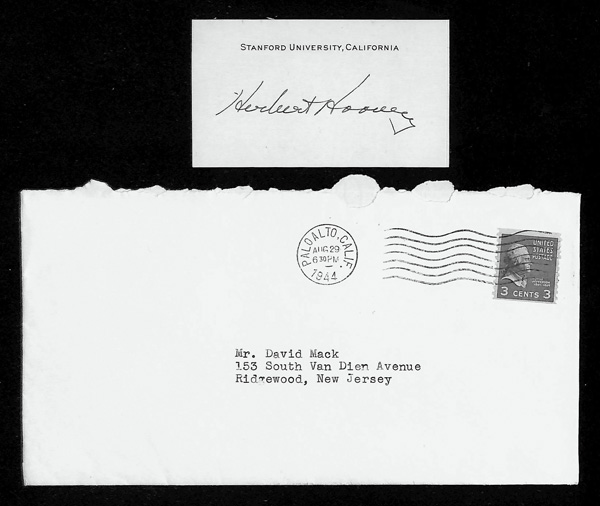 STANFORD UNIVERSITY, CALIFORNIA
Herbert Hoover
PALO ALTO, CALIF.
AUG 29
6 30 PM
1944
UNITED
STATES
POSTAGE
3 CENTS 3
Mr. David Mack
153 South Van Dien Avenue
Ridgewood, New Jersey